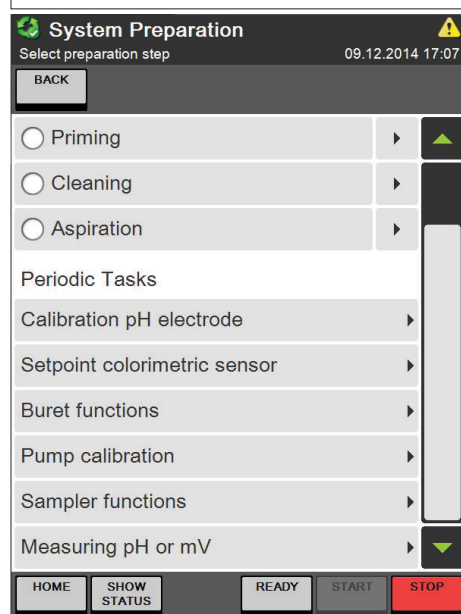 System Preparation
Select preparation step 09.12.2014 17:07
BACK
Priming
Cleaning
Aspiration
Periodic Tasks
Calibration pH electrode
Setpoint colorimetric sensor
Buret functions
Pump calibration
Sampler functions
Measuring pH or mV
HOME SHOW STATUS READY START STOP